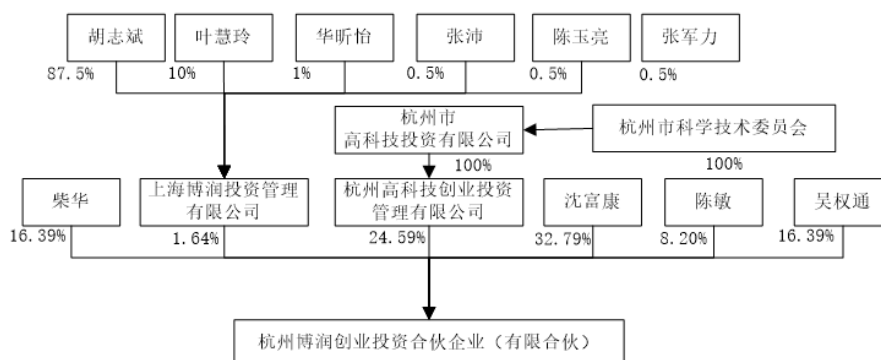 胡志斌 叶慧玲 华昕怡 张沛 陈玉亮 张军力
87.5% 10% 1% 0.5% 0.5% 0.5%
杭州市
高科技投资有限公司
杭州市科学技术委员会
100% 100%
柴华
上海博润投资管理
有限公司
杭州高科技创业投资
管理有限公司
沈富康
陈敏
吴权通
16.39% 1.64% 24.59% 32.79% 8.20% 16.39%
杭州博润创业投资合伙企业（有限合伙）